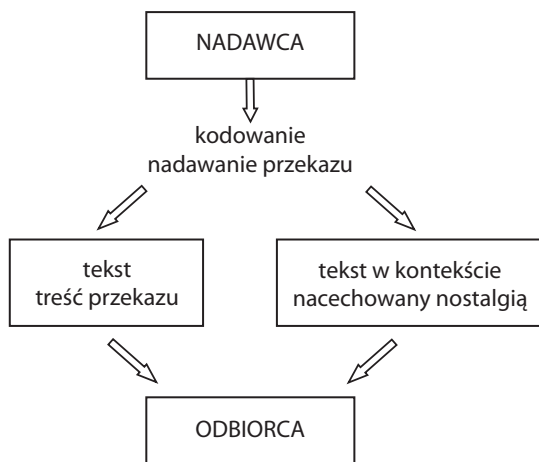 NADAWCA
kodowanie
nadawanie przekazu
tekst
treść przekazu
tekst w kontekście
nacechowany nostalgią
ODBIORCA